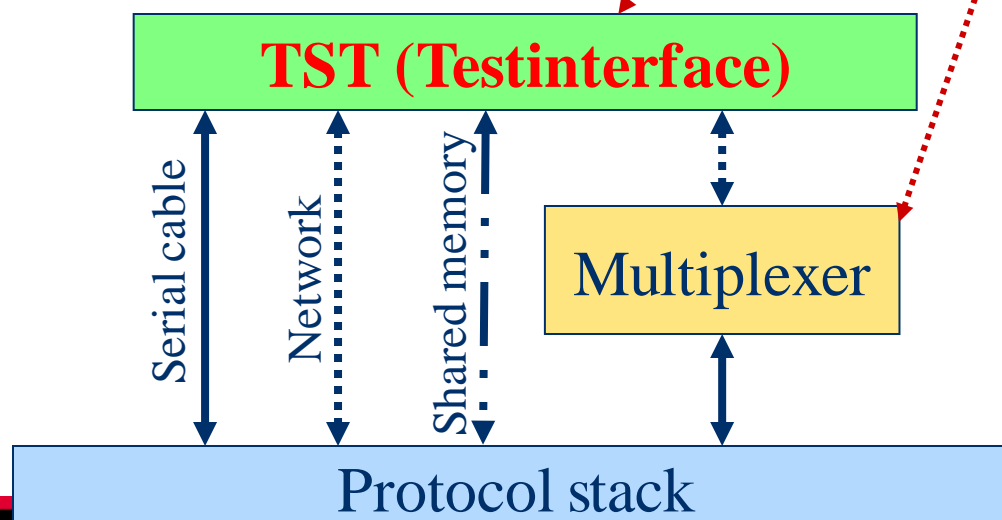 TST (Testinterface)
Serial cable
Network
Shared memory
Multiplexer
Protocol stack